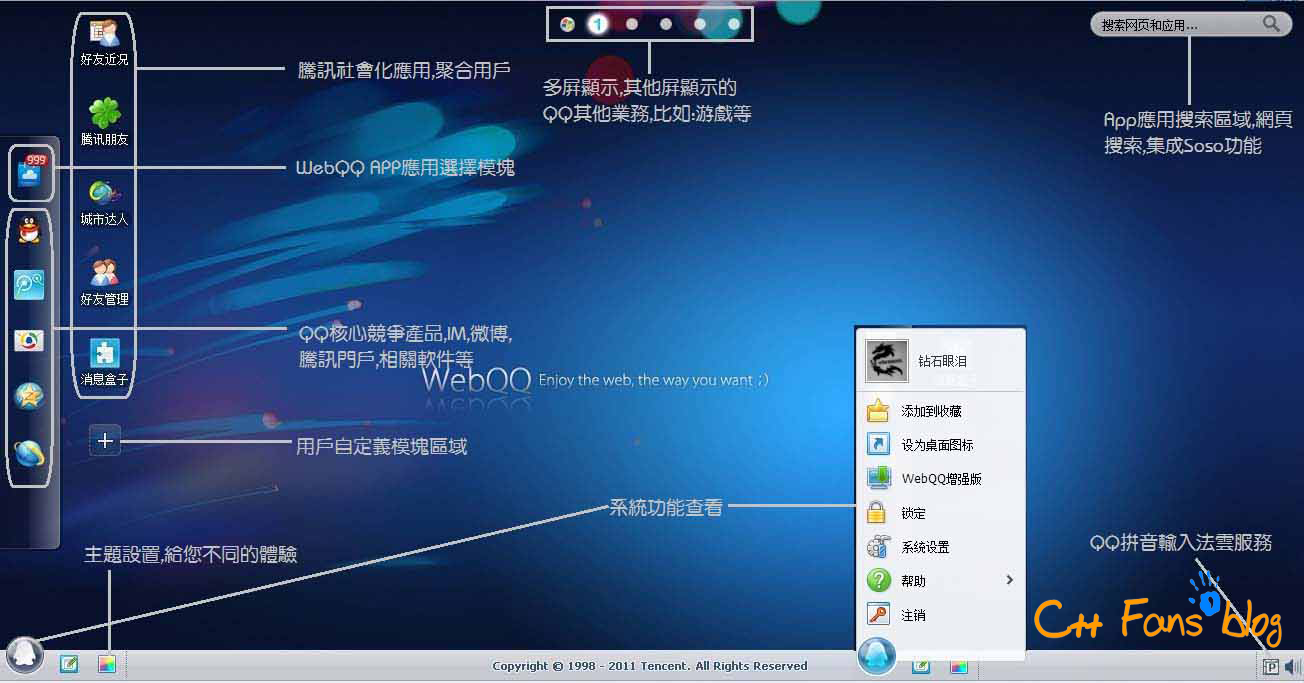 1
搜索网页和应用...
好友近况
騰訊社會化應用,聚合用戶
多屏顯示,其他屏顯示的
QQ其他業務,比如:游戲等
App應用搜索區域,網頁
搜索,集成Soso功能
腾讯朋友
999
WebQQ APP應用選擇模塊
城市达人
好友管理
QQ核心競爭產品,IM,微博,
騰訊門戶,相關軟件等
消息盒子
WebQQ Enjoy the web, the way you want ;)
用戶自定義模塊區域
钻石眼泪
添加到收藏
设为桌面图标
WebQQ增强版
锁定
系统设置
帮助
注销
系統功能查看
主題設置,給您不同的體驗
QQ拼音輸入法雲服務
C++ Fans blog
Copyright © 1998 - 2011 Tencent. All Rights Reserved
P